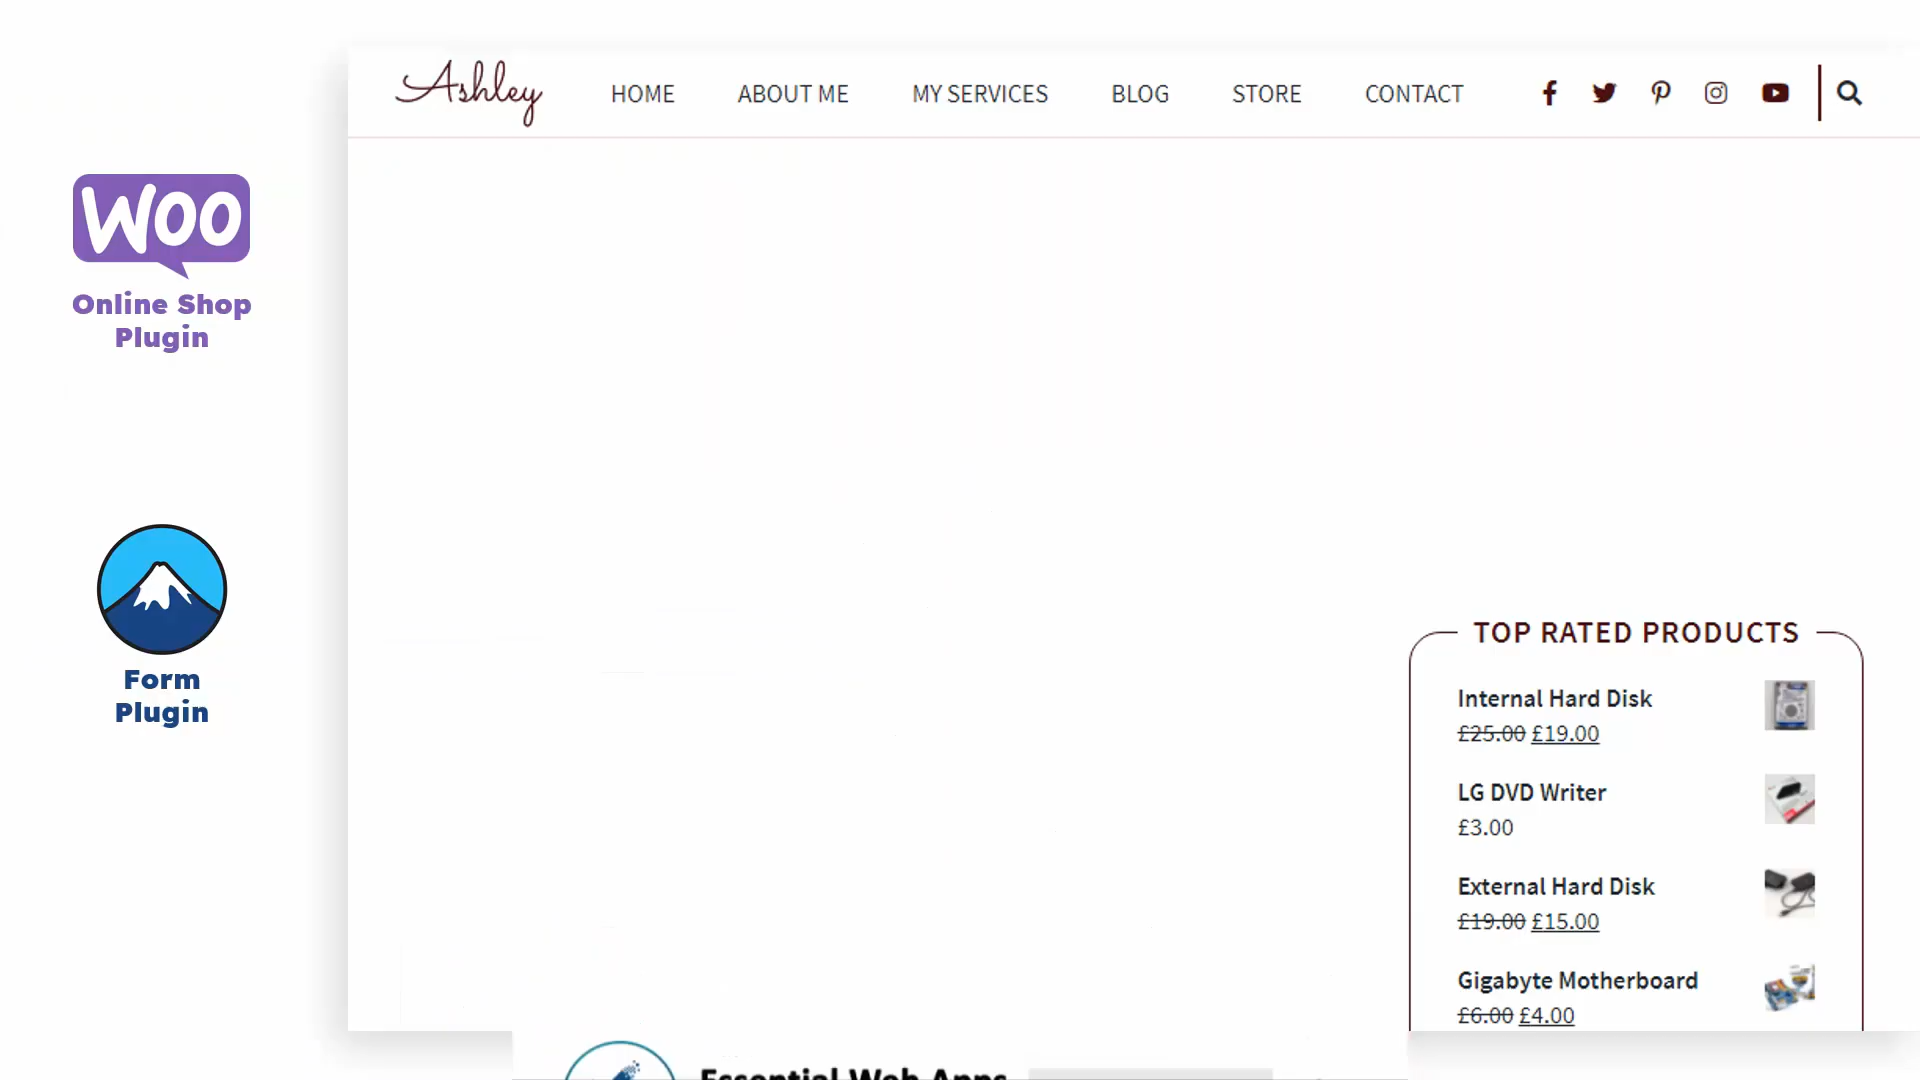 Ashley
HOME
ABOUT ME
MY SERVICES
BLOG
STORE
CONTACT
Woo
Online Shop
Plugin
Form
Plugin
TOP RATED PRODUCTS
Internal Hard Disk
£25.00 £19.00
LG DVD Writer
£3.00
External Hard Disk
£19.00 £15.00
Gigabyte Motherboard
£6.00 £4.00
Essential Web Apps